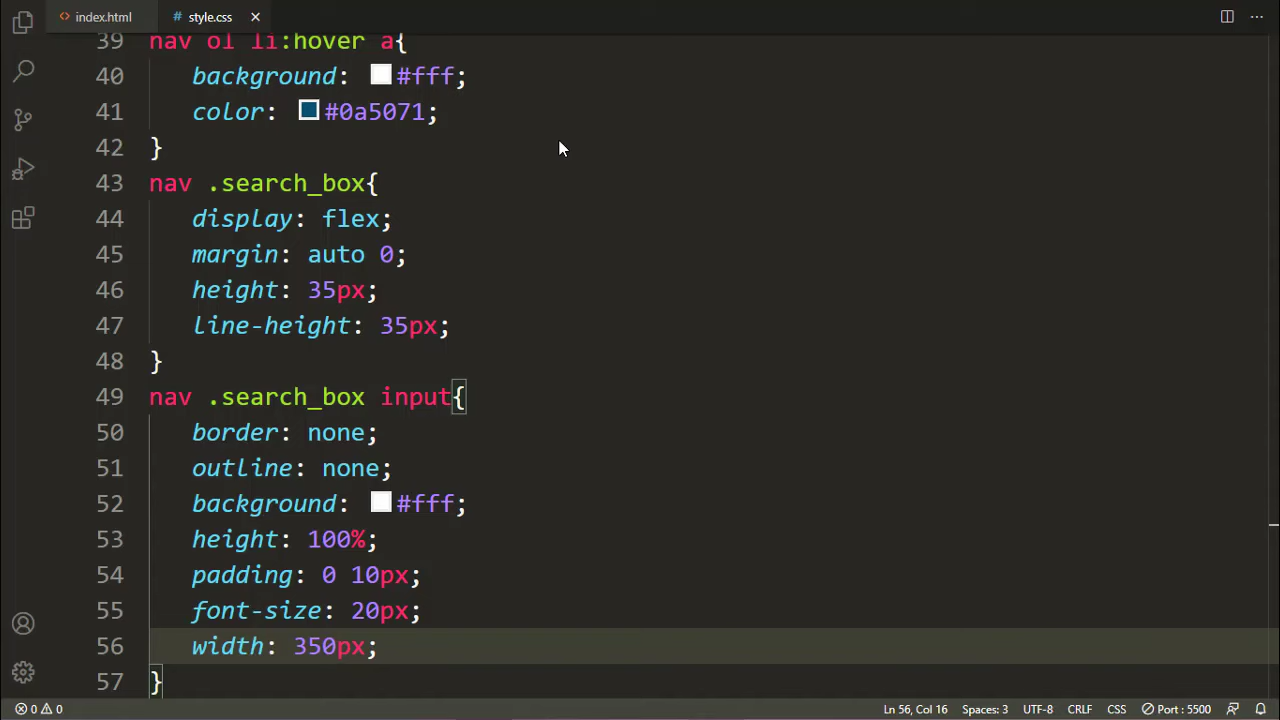 index.html
style.css
39 nav ol li:hover a{
40 background: #fff;
41 color: #0a5071;
42 }
43 nav .search_box{
44 display: flex;
45 margin: auto 0;
46 height: 35px;
47 line-height: 35px;
48 }
49 nav .search_box input{
50 border: none;
51 outline: none;
52 background: #fff;
53 height: 100%;
54 padding: 0 10px;
55 font-size: 20px;
56 width: 350px;
57 }
0 0 Ln 56, Col 16 Spaces: 3 UTF-8 CRLF CSS Port : 5500